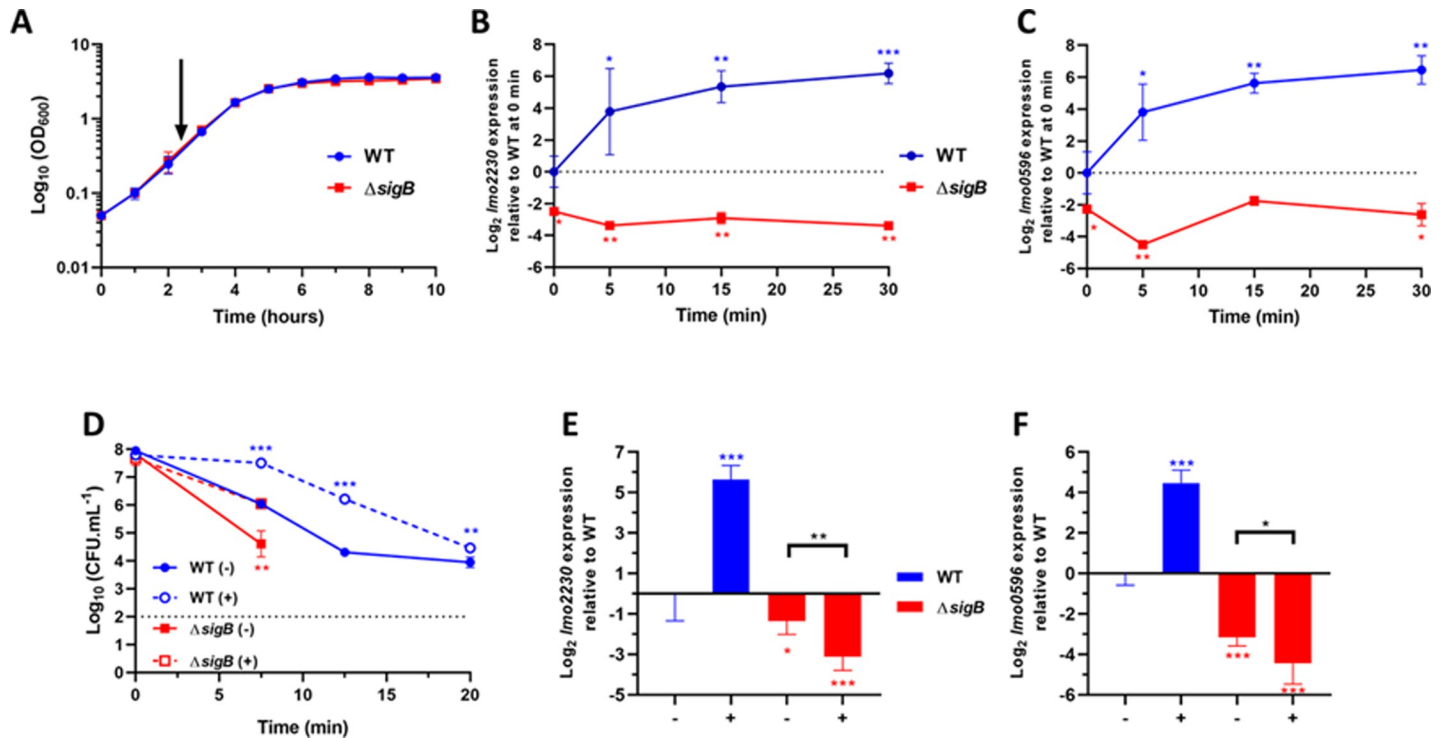 A
Log10 (OD600)
10
1
0.1
0.01
0 2 4 6 8 10
Time (hours)
WT
ΔsigB
B
Log2 lmo2230 expression
relative to WT at 0 min
8
6
4
2
0
-2
-4
-6
* ** ***
* ** ** **
0 5 10 15 20 25 30
Time (min)
WT
ΔsigB
C
Log2 lmo0596 expression
relative to WT at 0 min
8
6
4
2
0
-2
-4
-6
* ** **
* ** *
0 5 10 15 20 25 30
Time (min)
D
Log10 (CFU.mL-1)
8
7
6
5
4
3
2
1
0
*** *** **
**
WT (-)
WT (+)
ΔsigB (-)
ΔsigB (+)
0 5 10 15 20
Time (min)
E
Log2 lmo2230 expression
relative to WT
7
5
3
1
-1
-3
-5
***
**
*
***
- + - +
WT
ΔsigB
F
Log2 lmo0596 expression
relative to WT
6
4
2
0
-2
-4
-6
***
*
***
***
- + - +